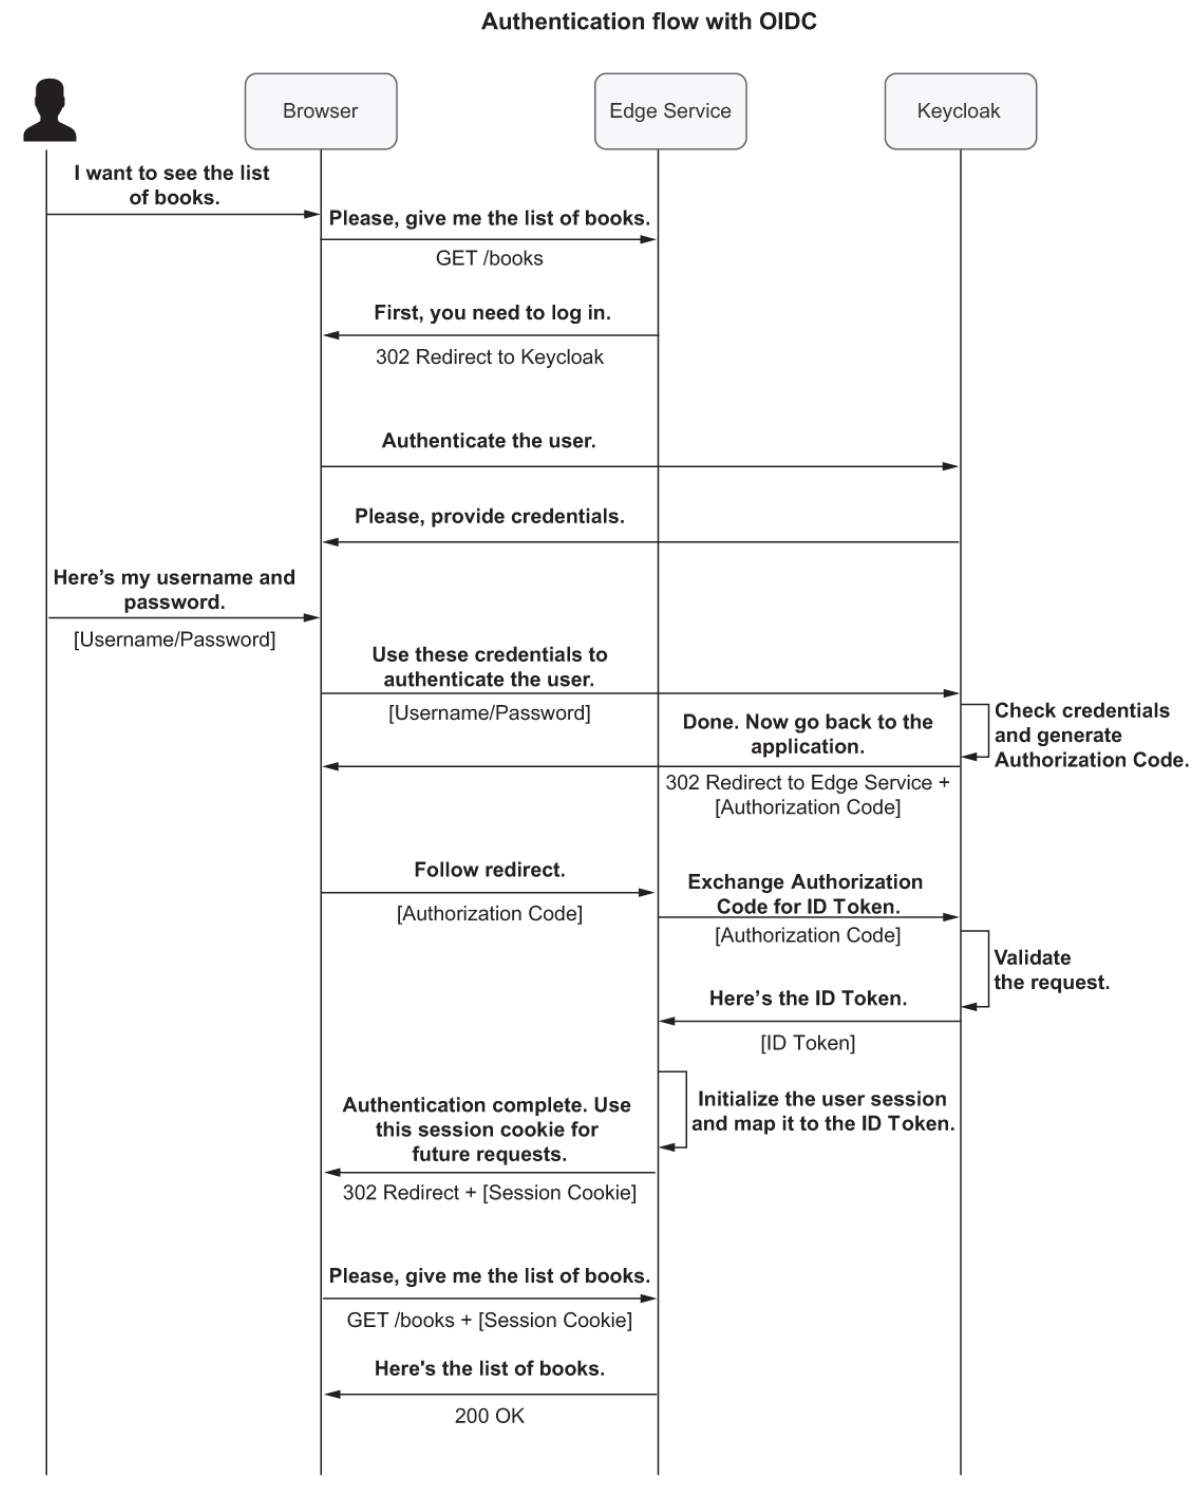 Authentication flow with OIDC
Browser
Edge Service
Keycloak
I want to see the list
of books.
Please, give me the list of books.
GET /books
First, you need to log in.
302 Redirect to Keycloak
Authenticate the user.
Please, provide credentials.
Here’s my username and
password.
[Username/Password]
Use these credentials to
authenticate the user.
[Username/Password]
Check credentials
and generate
Authorization Code.
Done. Now go back to the
application.
302 Redirect to Edge Service +
[Authorization Code]
Follow redirect.
[Authorization Code]
Exchange Authorization
Code for ID Token.
[Authorization Code]
Validate
the request.
Here’s the ID Token.
[ID Token]
Initialize the user session
and map it to the ID Token.
Authentication complete. Use
this session cookie for
future requests.
302 Redirect + [Session Cookie]
Please, give me the list of books.
GET /books + [Session Cookie]
Here's the list of books.
200 OK